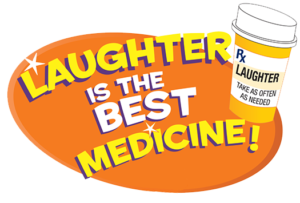 LAUGHTER
IS THE
BEST
MEDICINE!
Rx
LAUGHTER
TAKE AS OFTEN
AS NEEDED